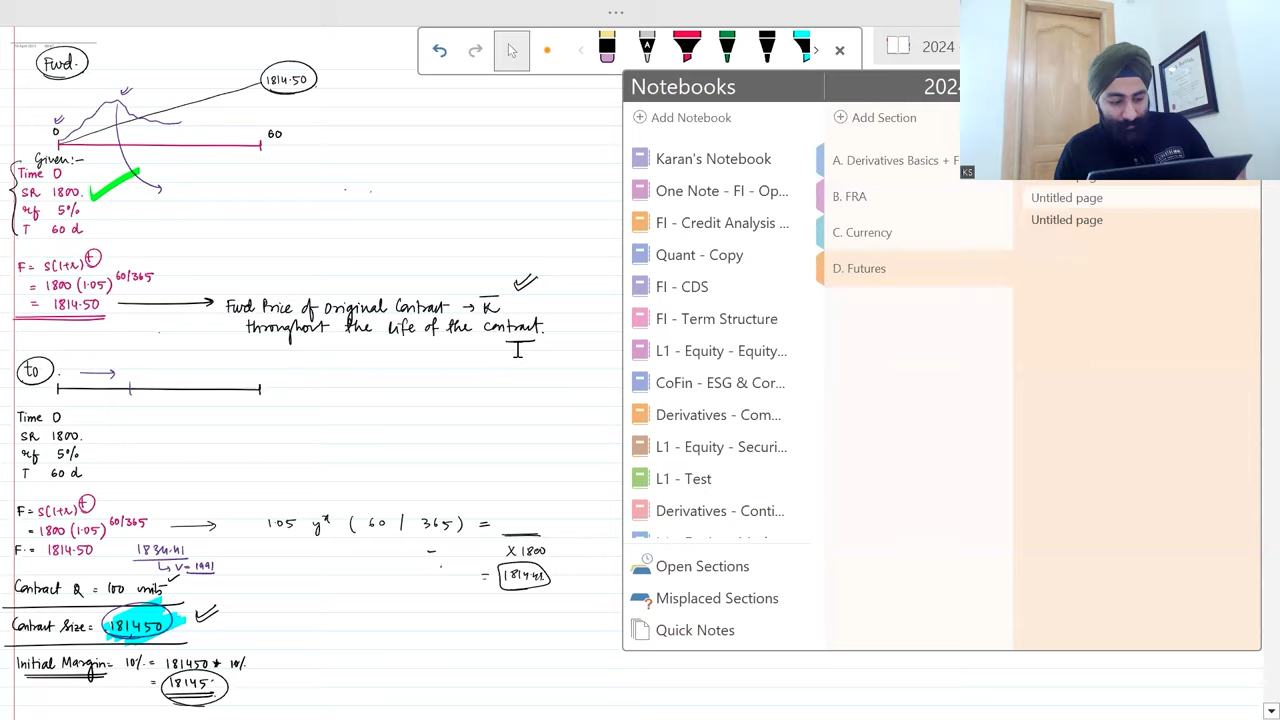 Fwd.
1814.50
0
60
Given:-
Time 0
SR 1800.
rf 5%
T 60 d
F = S(1+r)^t
= 1800 (1.05)^60/365
= 1814.50
Fwd Price of Original Contract → K
throughout the life of the contract.
to
Time 0
SR 1800.
rf 5%
T 60 d
F = S(1+r)^t
= 1800 (1.05)^60/365
1.05 y^x ( 60 / 365 ) =
F = 1814.50
1834.41
X 1800
↳ V = 1991
= 1814.41
Contract Q = 100 units
Contract Size = 181450
Initial Margin = 10% = 181450 * 10%
= 18145
2024
Notebooks
202
Add Notebook
Add Section
Karan's Notebook
One Note - FI - Op...
FI - Credit Analysis ...
Quant - Copy
FI - CDS
FI - Term Structure
L1 - Equity - Equity...
CoFin - ESG & Cor...
Derivatives - Com...
L1 - Equity - Securi...
L1 - Test
Derivatives - Conti...
Open Sections
Misplaced Sections
Quick Notes
A. Derivatives Basics + F
B. FRA
C. Currency
D. Futures
Untitled page
Untitled page
KS